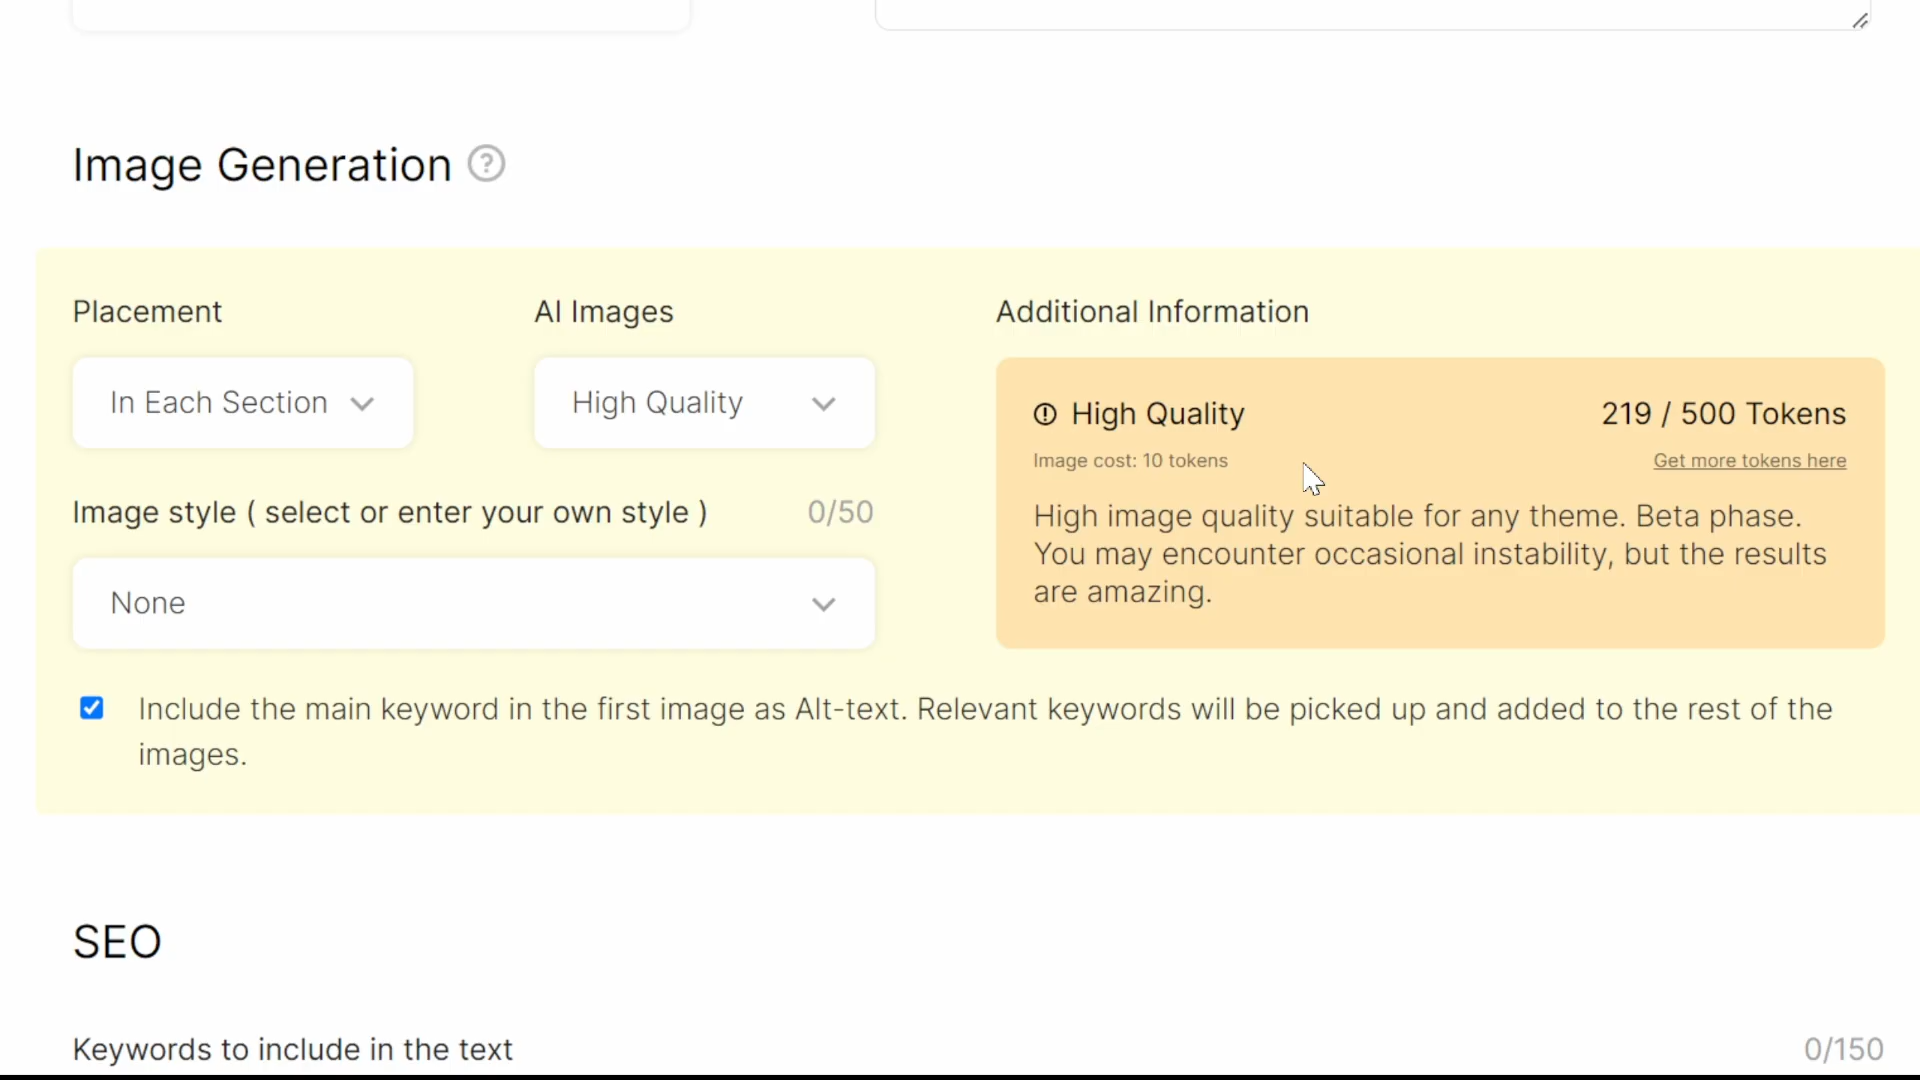 Image Generation
Placement
AI Images
Additional Information
In Each Section
High Quality
High Quality
219 / 500 Tokens
Image cost: 10 tokens
Get more tokens here
High image quality suitable for any theme. Beta phase.
You may encounter occasional instability, but the results
are amazing.
Image style ( select or enter your own style )
0/50
None
Include the main keyword in the first image as Alt-text. Relevant keywords will be picked up and added to the rest of the
images.
SEO
Keywords to include in the text
0/150